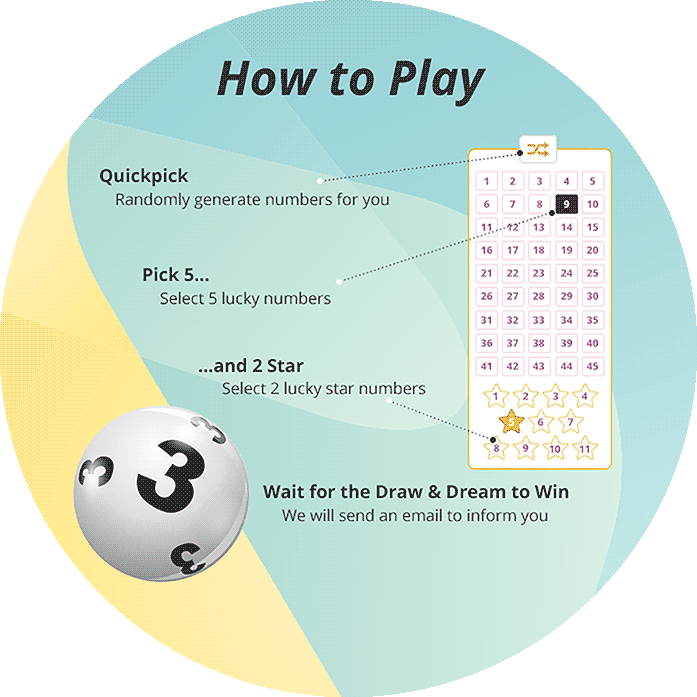 How to Play
Quickpick
Randomly generate numbers for you
Pick 5...
Select 5 lucky numbers
...and 2 Star
Select 2 lucky star numbers
Wait for the Draw & Dream to Win
We will send an email to inform you
1 2 3 4 5
6 7 8 9 10
11 12 13 14 15
16 17 18 19 20
21 22 23 24 25
26 27 28 29 30
31 32 33 34 35
36 37 38 39 40
41 42 43 44 45
1 2 3 4
5 6 7
8 9 10 11
3
3
3
3